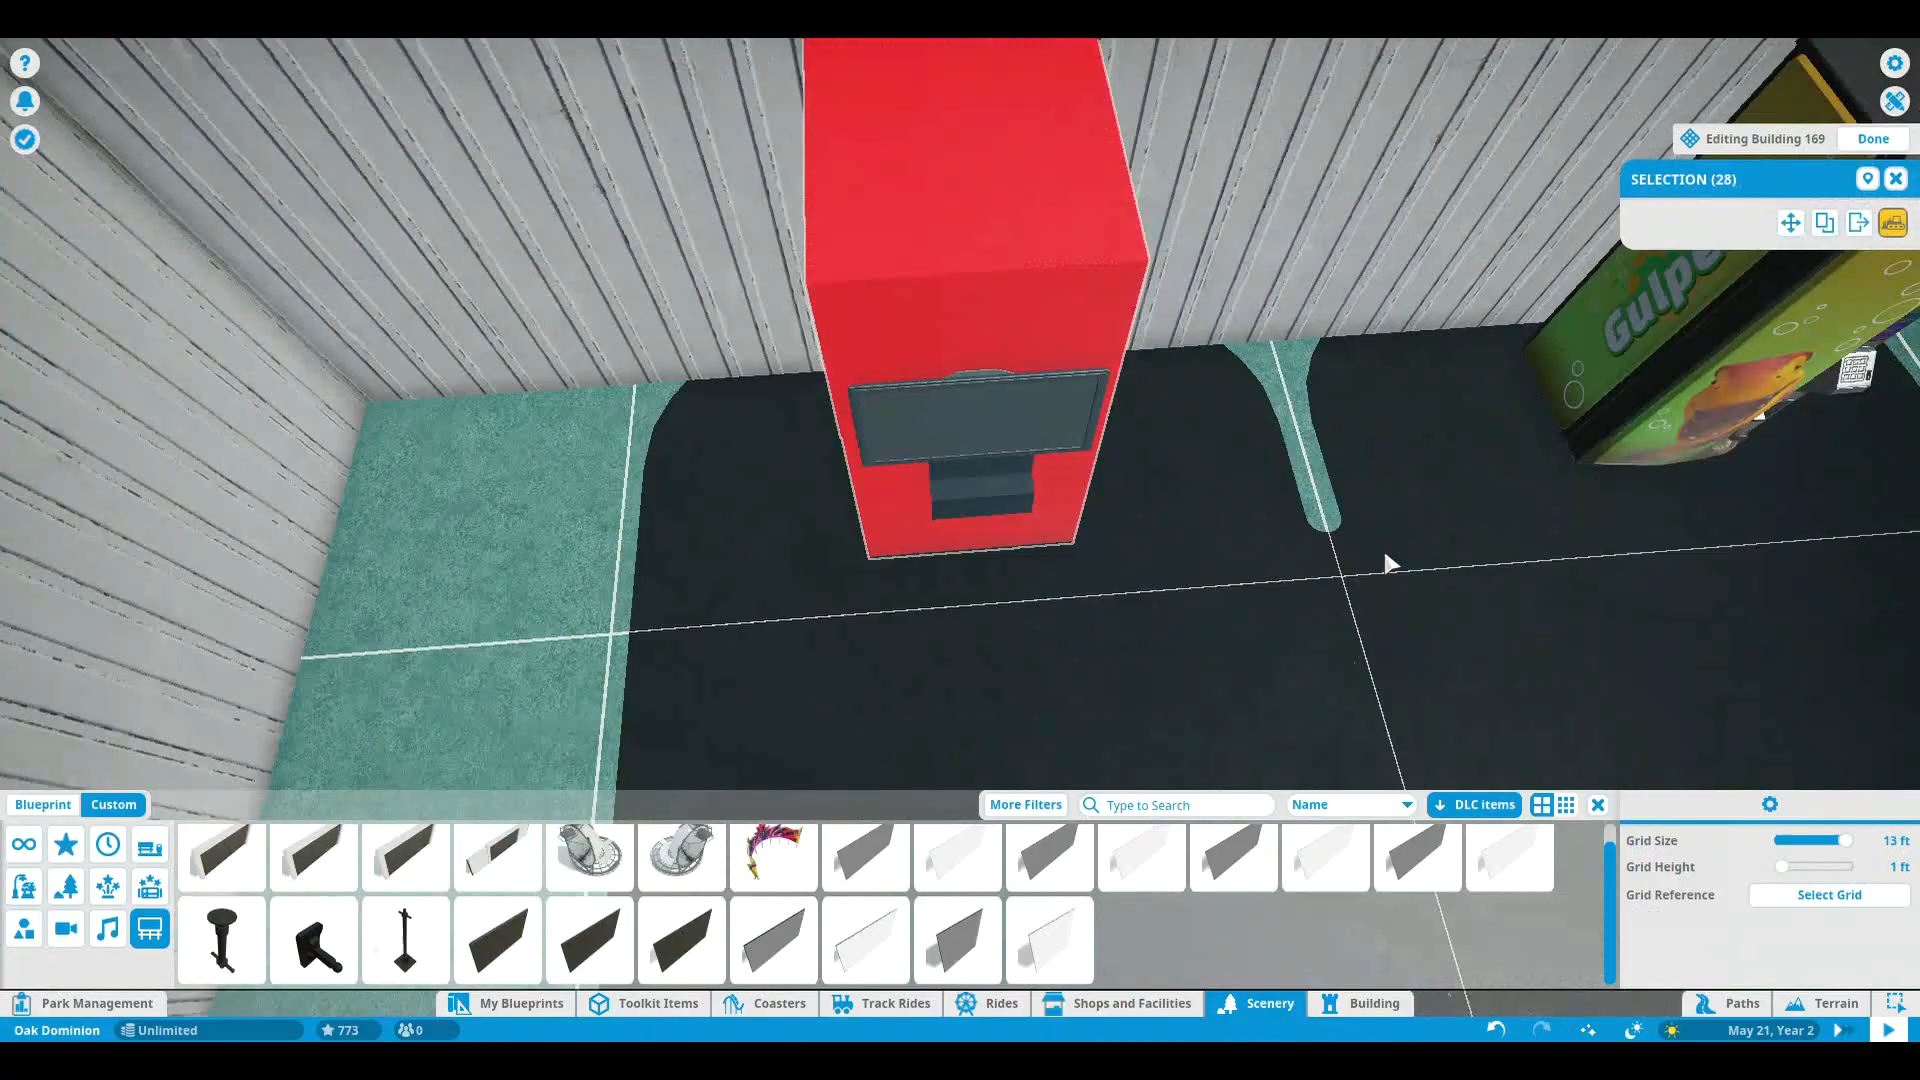 ?
Editing Building 169
Done
SELECTION (28)
Gulpe
Blueprint
Custom
More Filters
Type to Search
Name
DLC items
Grid Size
13 ft
Grid Height
1 ft
Grid Reference
Select Grid
Park Management
My Blueprints
Toolkit Items
Coasters
Track Rides
Rides
Shops and Facilities
Scenery
Building
Paths
Terrain
Oak Dominion
Unlimited
773
0
May 21, Year 2